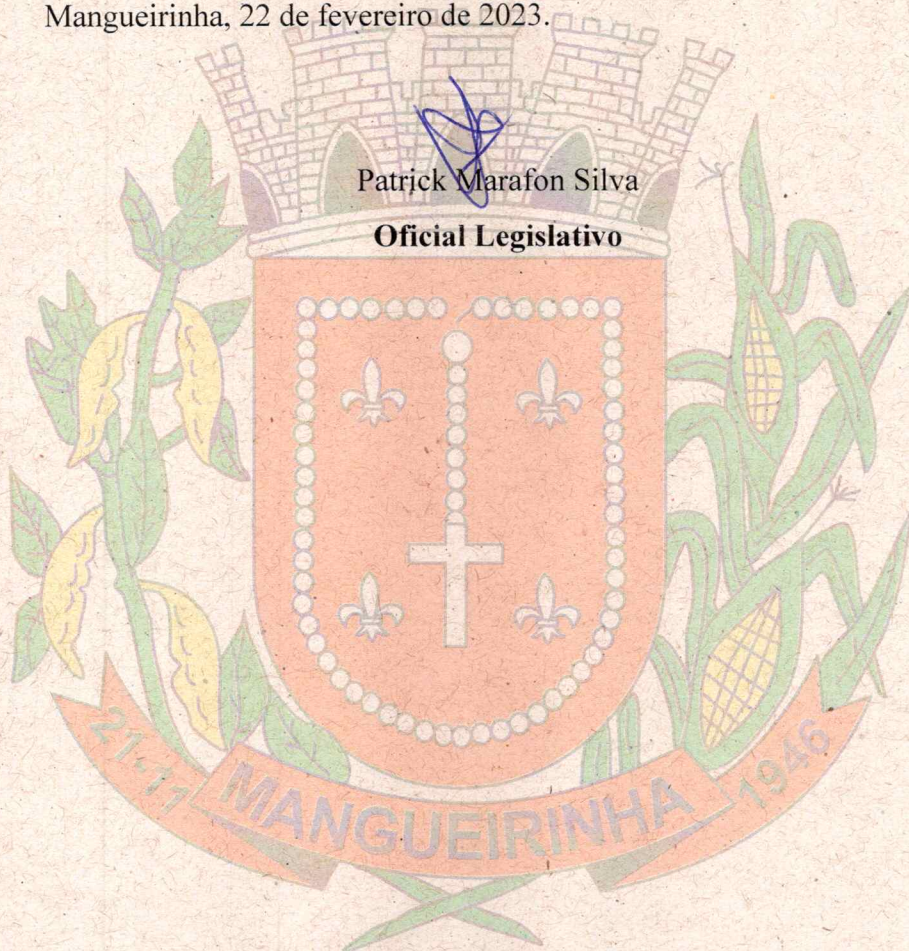 Mangueirinha, 22 de fevereiro de 2023.
Patrick Marafon Silva
Oficial Legislativo
21-11
MANGUEIRINHA
1946